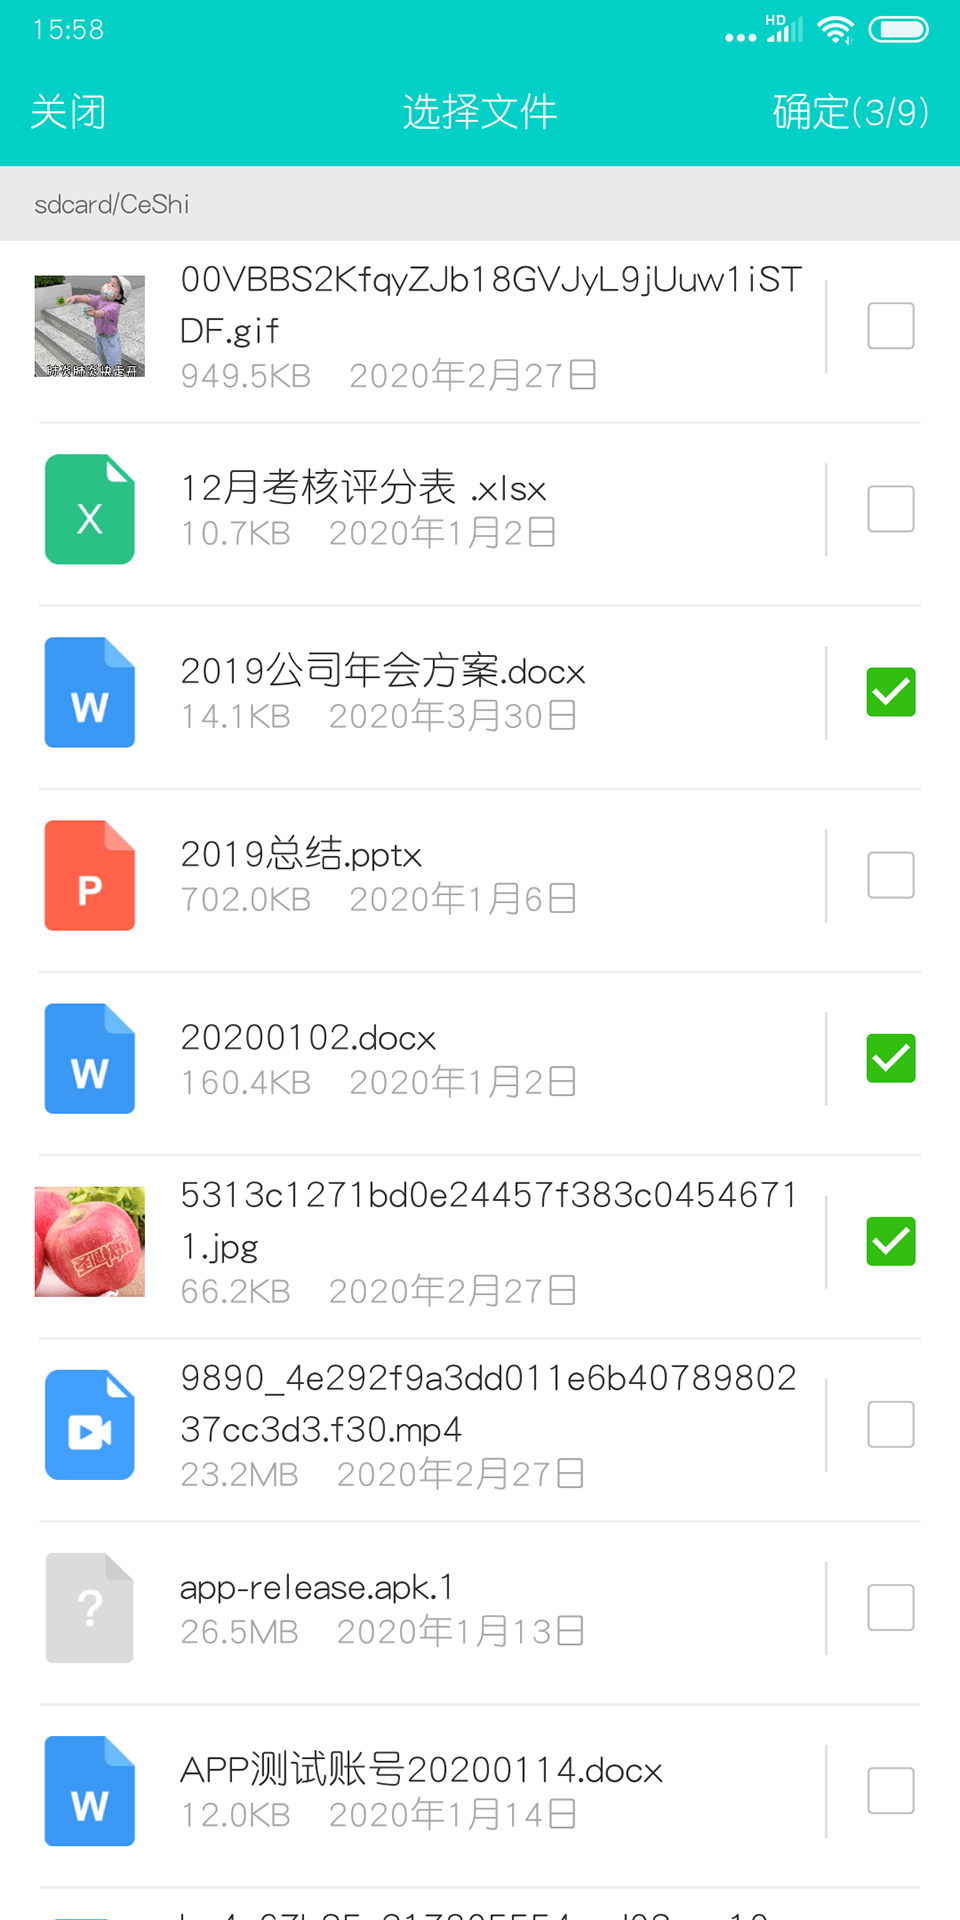 15:58
HD
关闭
选择文件
确定(3/9)
sdcard/CeShi
00VBBS2KfqyZJb18GVJyL9jUuw1iST
DF.gif
949.5KB 2020年2月27日
X
12月考核评分表 .xlsx
10.7KB 2020年1月2日
W
2019公司年会方案.docx
14.1KB 2020年3月30日
P
2019总结.pptx
702.0KB 2020年1月6日
W
20200102.docx
160.4KB 2020年1月2日
5313c1271bd0e24457f383c0454671
1.jpg
66.2KB 2020年2月27日
9890_4e292f9a3dd011e6b40789802
37cc3d3.f30.mp4
23.2MB 2020年2月27日
?
app-release.apk.1
26.5MB 2020年1月13日
W
APP测试账号20200114.docx
12.0KB 2020年1月14日